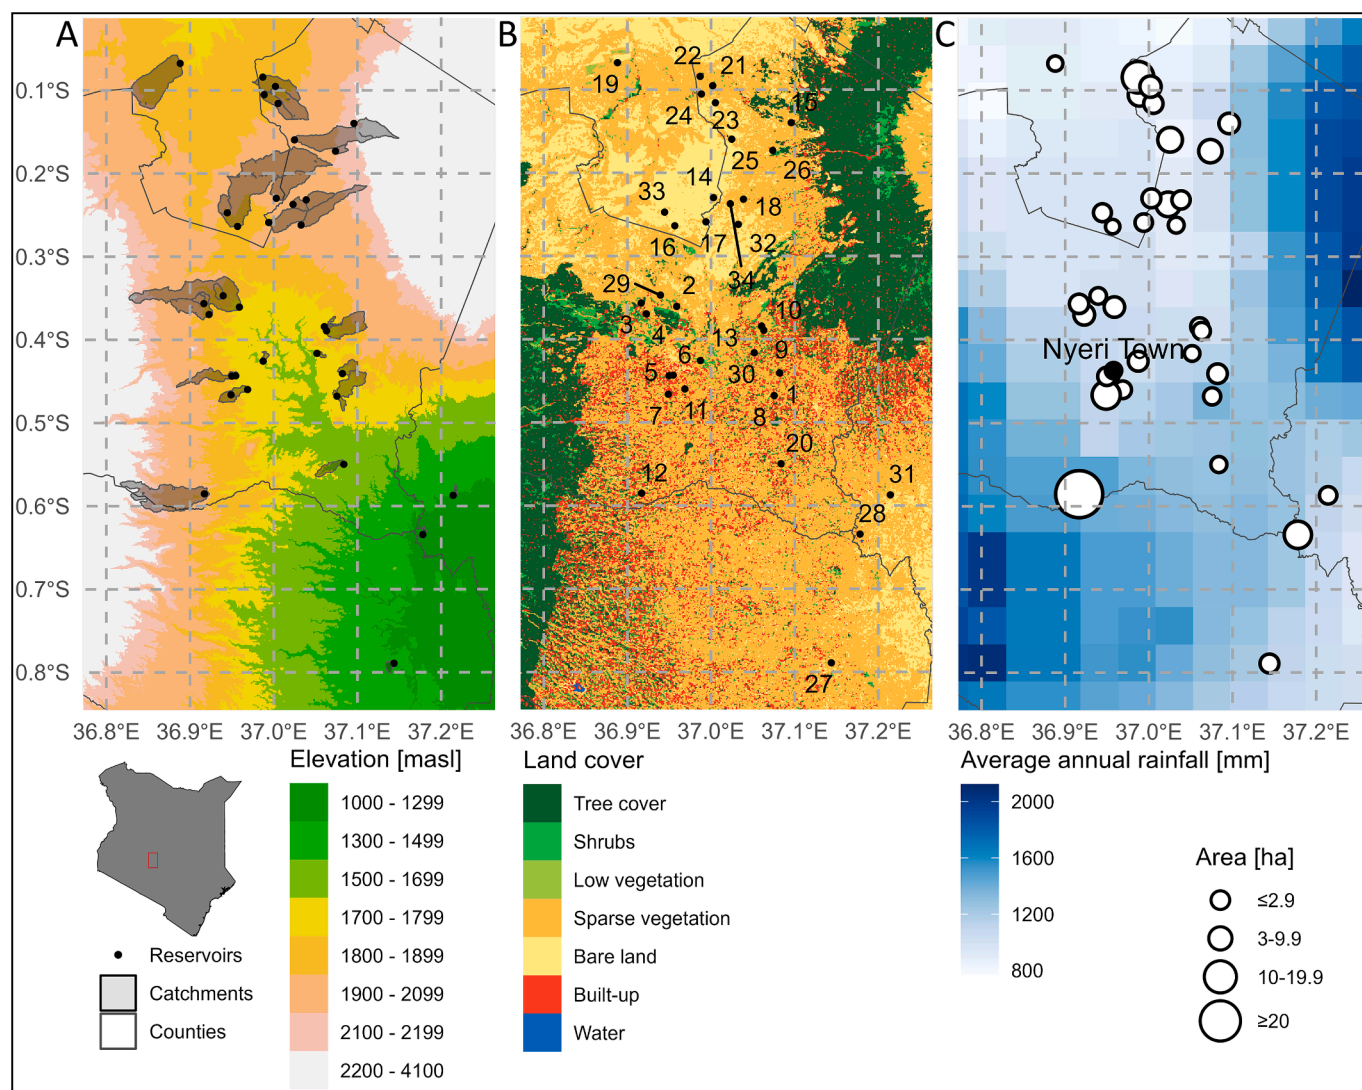 A
B
C
0.1°S
0.2°S
0.3°S
0.4°S
0.5°S
0.6°S
0.7°S
0.8°S
22
21
19
15
24
23
25
26
14
33
18
16
17
32
34
29
2
10
3
4
13
6
9
5
30
7
11
8
1
20
12
31
28
27
Nyeri Town
36.8°E 36.9°E 37.0°E 37.1°E 37.2°E
36.8°E 36.9°E 37.0°E 37.1°E 37.2°E
36.8°E 36.9°E 37.0°E 37.1°E 37.2°E
Reservoirs
Catchments
Counties
Elevation [masl]
1000 - 1299
1300 - 1499
1500 - 1699
1700 - 1799
1800 - 1899
1900 - 2099
2100 - 2199
2200 - 4100
Land cover
Tree cover
Shrubs
Low vegetation
Sparse vegetation
Bare land
Built-up
Water
Average annual rainfall [mm]
2000
1600
1200
800
Area [ha]
≤2.9
3-9.9
10-19.9
≥20